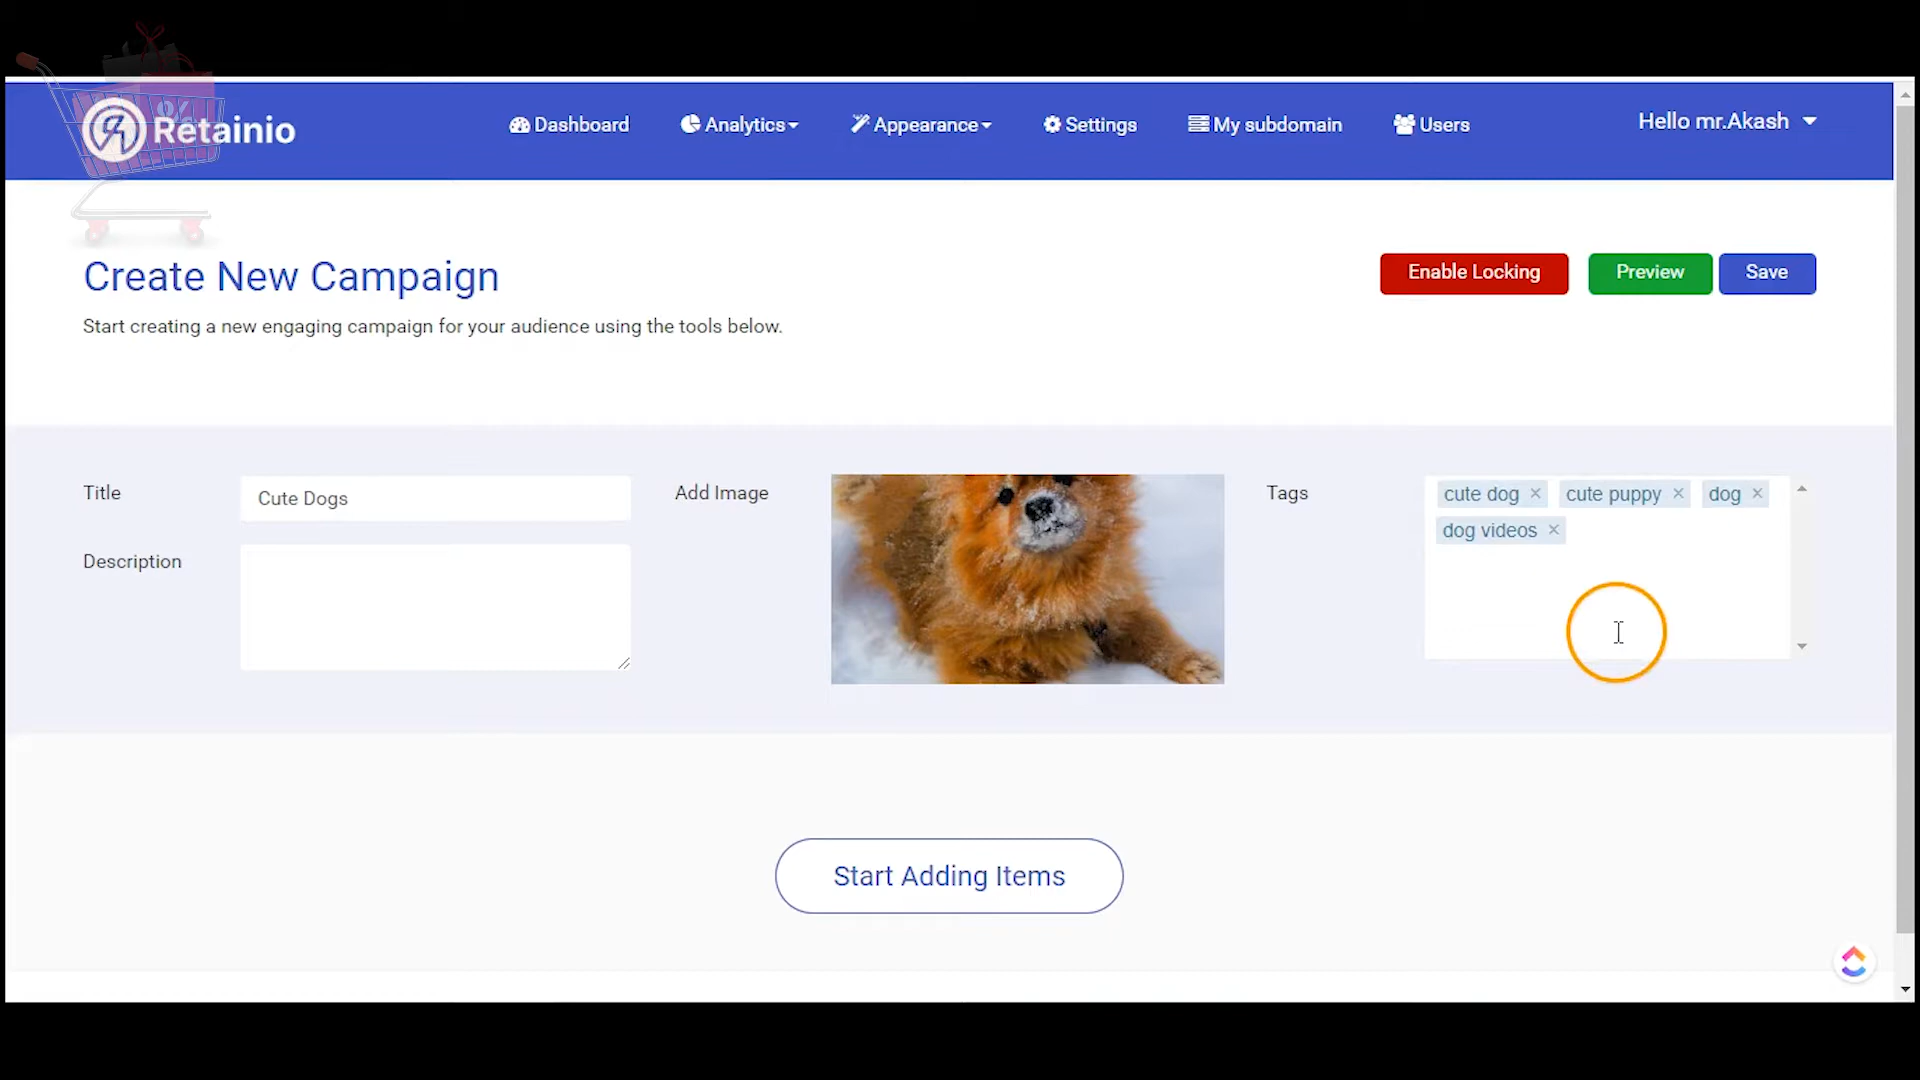 Retainio
Dashboard
Analytics
Appearance
Settings
My subdomain
Users
Hello mr.Akash
Create New Campaign
Enable Locking
Preview
Save
Start creating a new engaging campaign for your audience using the tools below.
Title
Cute Dogs
Add Image
Tags
cute dog × cute puppy × dog ×
dog videos ×
Description
Start Adding Items